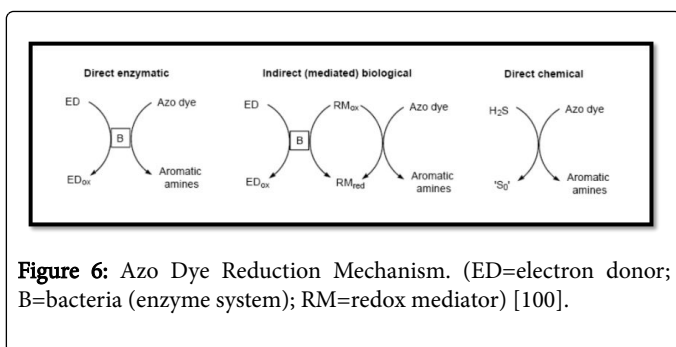 Direct enzymatic
Indirect (mediated) biological
Direct chemical
ED
Azo dye
B
EDox
Aromatic
amines
ED
RMox
Azo dye
B
EDox
RMred
Aromatic
amines
H2S
Azo dye
'S0'
Aromatic
amines
Figure 6: Azo Dye Reduction Mechanism. (ED=electron donor;
B=bacteria (enzyme system); RM=redox mediator) [100].